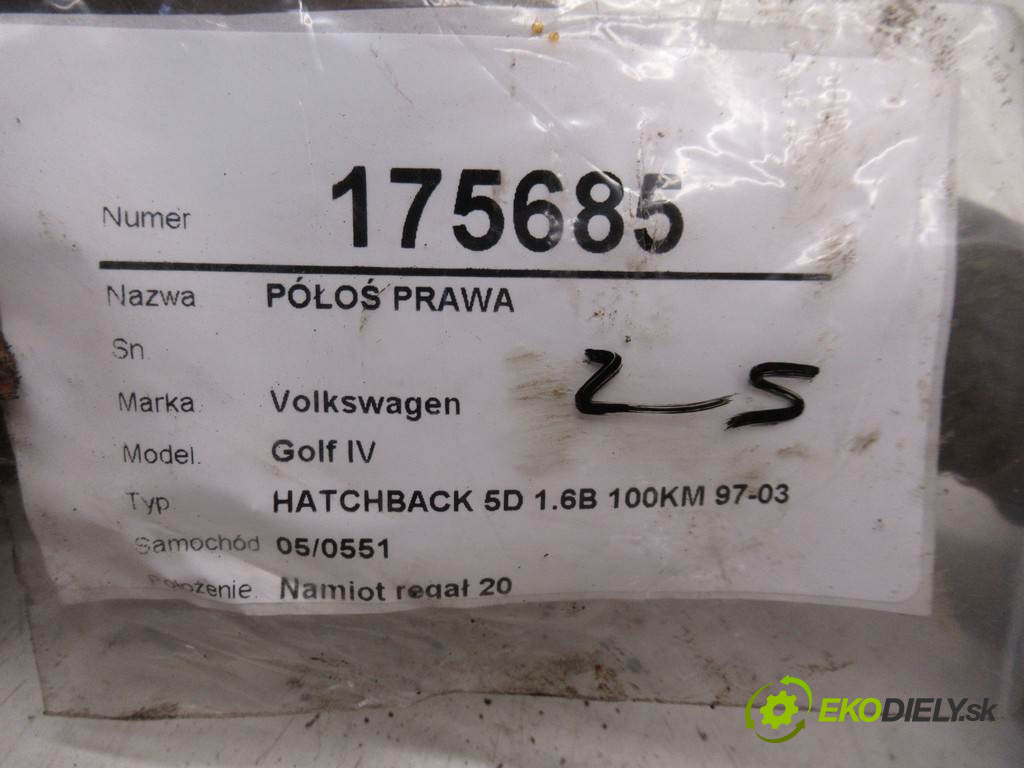 Numer 175685
Nazwa PÓŁOŚ PRAWA
Sn.
Marka Volkswagen
Model. Golf IV
Typ HATCHBACK 5D 1.6B 100KM 97-03
Samochód 05/0551
Położenie. Namiot regał 20
EKODIELY.sk